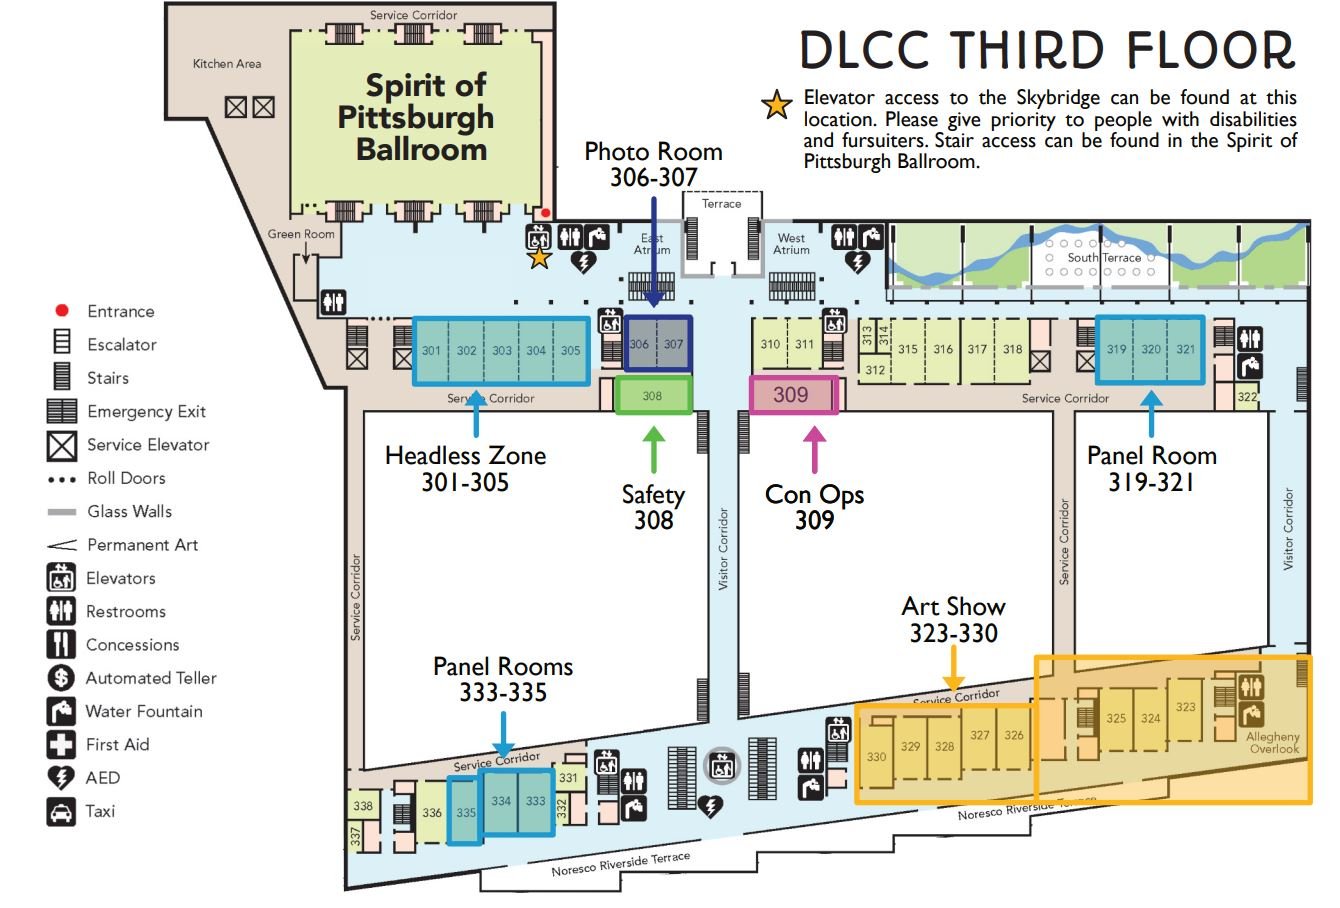 DLCC THIRD FLOOR
Elevator access to the Skybridge can be found at this
location. Please give priority to people with disabilities
and fursuiters. Stair access can be found in the Spirit of
Pittsburgh Ballroom.
Service Corridor
Kitchen Area
Spirit of
Pittsburgh
Ballroom
Green Room
Photo Room
306-307
Terrace
East
Atrium
West
Atrium
South Terrace
301
302
303
304
305
306
307
308
310
311
309
313
314
312
315
316
317
318
319
320
321
322
Service Corridor
Service Corridor
Headless Zone
301-305
Safety
308
Con Ops
309
Panel Room
319-321
Entrance
Escalator
Stairs
Emergency Exit
Service Elevator
Roll Doors
Glass Walls
Permanent Art
Elevators
Restrooms
Concessions
Automated Teller
Water Fountain
First Aid
AED
Taxi
Service Corridor
Visitor Corridor
Service Corridor
Visitor Corridor
Art Show
323-330
Panel Rooms
333-335
Service Corridor
330
329
328
327
326
325
324
323
Allegheny
Overlook
Noresco Riverside Terrace
Service Corridor
338
337
336
335
334
333
331
332
Noresco Riverside Terrace